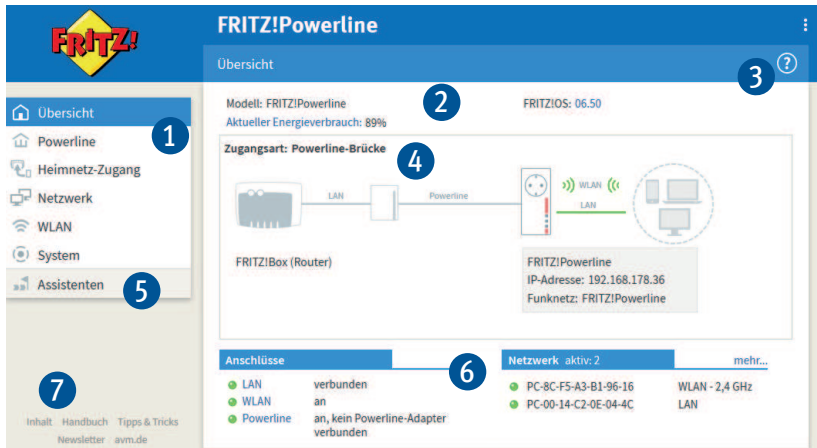 FRITZ!
FRITZ!Powerline
Übersicht
3
?
Übersicht
1
Powerline
Heimnetz-Zugang
Netzwerk
WLAN
System
Assistenten
5
7
Inhalt Handbuch Tipps & Tricks
Newsletter avm.de
Modell: FRITZ!Powerline
2
FRITZ!OS: 06.50
Aktueller Energieverbrauch: 89%
Zugangsart: Powerline-Brücke
4
LAN
Powerline
WLAN
LAN
FRITZ!Box (Router)
FRITZ!Powerline
IP-Adresse: 192.168.178.36
Funknetz: FRITZ!Powerline
Anschlüsse
6
LAN verbunden
WLAN an
Powerline an, kein Powerline-Adapter
verbunden
Netzwerk aktiv: 2 mehr...
PC-8C-F5-A3-B1-96-16 WLAN - 2,4 GHz
PC-00-14-C2-0E-04-4C LAN